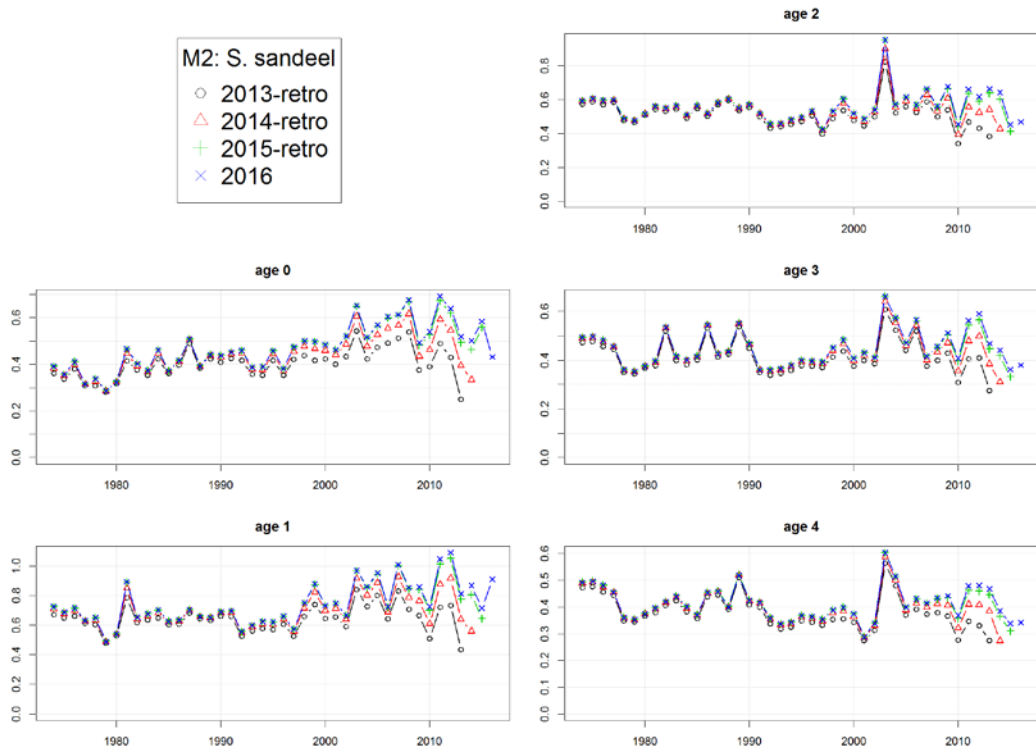 M2: S. sandeel
2013-retro
2014-retro
2015-retro
2016
age 2
0.0 0.2 0.4 0.6 0.8
1980 1990 2000 2010
age 0
0.0 0.2 0.4 0.6
1980 1990 2000 2010
age 3
0.0 0.2 0.4 0.6
1980 1990 2000 2010
age 1
0.0 0.2 0.4 0.6 0.8 1.0
1980 1990 2000 2010
age 4
0.0 0.1 0.2 0.3 0.4 0.5 0.6
1980 1990 2000 2010